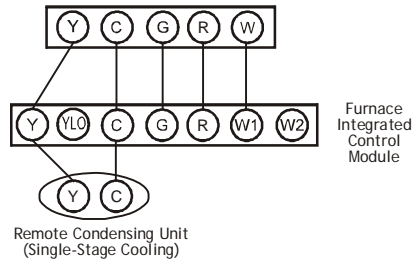 Y C G R W
Y YLO C G R W1 W2
Furnace
Integrated
Control
Module
Y C
Remote Condensing Unit
(Single-Stage Cooling)